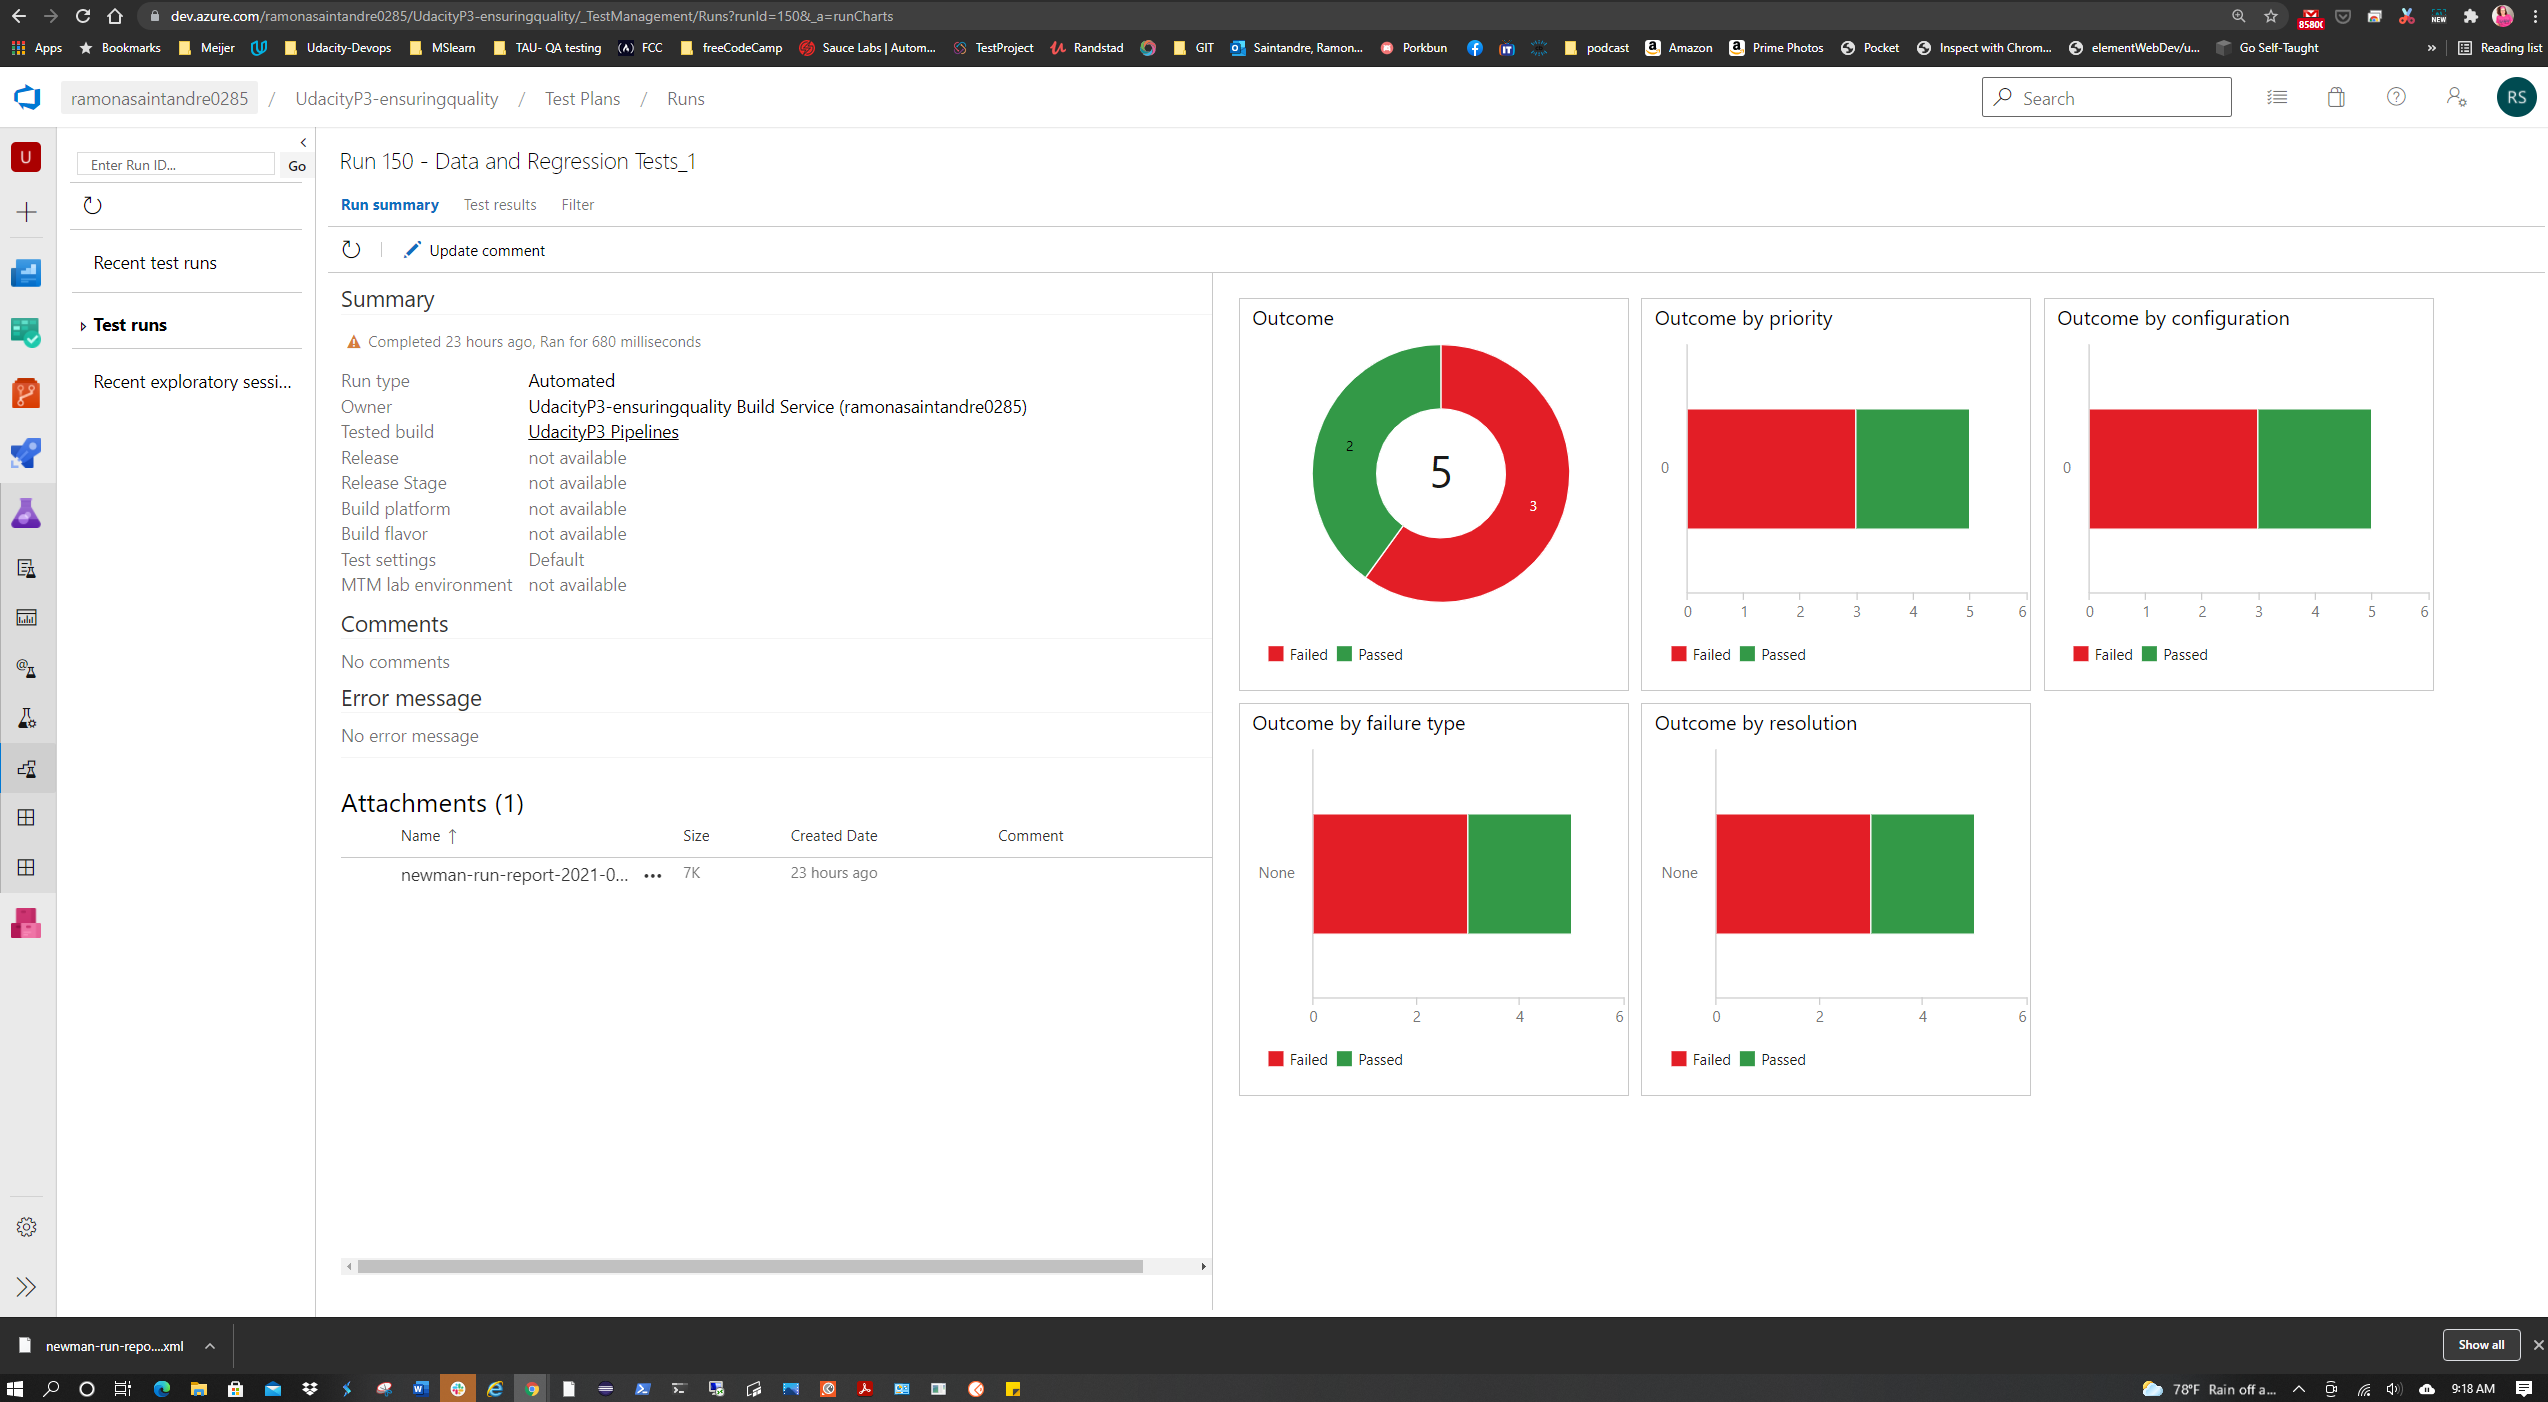 dev.azure.com/ramonasaintandre0285/UdacityP3-ensuringquality/_TestManagement/Runs?runId=150&_a=runCharts
Apps Bookmarks Meijer Udacity-Devops MSlearn TAU- QA testing FCC freeCodeCamp Sauce Labs | Autom... TestProject Randstad GIT Saintandre, Ramon... Porkbun podcast Amazon Prime Photos Pocket Inspect with Chrom... elementWebDev/u... Go Self-Taught » Reading list
ramonasaintandre0285 / UdacityP3-ensuringquality / Test Plans / Runs
Search
RS
U
Enter Run ID...
Go
Recent test runs
Test runs
Recent exploratory sessi...
Run 150 - Data and Regression Tests_1
Run summary Test results Filter
Update comment
Summary
Completed 23 hours ago, Ran for 680 milliseconds
Run type Automated
Owner UdacityP3-ensuringquality Build Service (ramonasaintandre0285)
Tested build UdacityP3 Pipelines
Release not available
Release Stage not available
Build platform not available
Build flavor not available
Test settings Default
MTM lab environment not available
Comments
No comments
Error message
No error message
Attachments (1)
Name ↑ Size Created Date Comment
newman-run-report-2021-0... ••• 7K 23 hours ago
Outcome
2
5
3
Failed Passed
Outcome by priority
0
0 1 2 3 4 5 6
Failed Passed
Outcome by configuration
0
0 1 2 3 4 5 6
Failed Passed
Outcome by failure type
None
0 2 4 6
Failed Passed
Outcome by resolution
None
0 2 4 6
Failed Passed
newman-run-repo....xml
Show all
78°F Rain off a...
9:18 AM